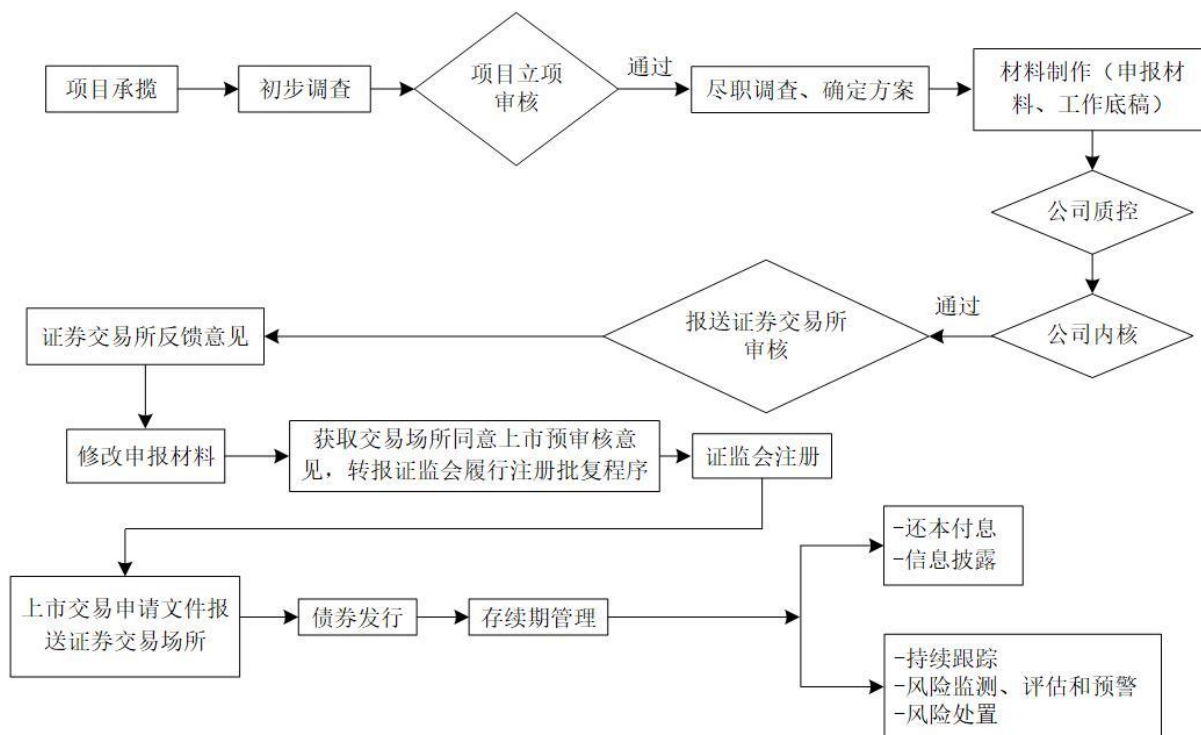 项目承揽
初步调查
项目立项
审核
通过
尽职调查、确定方案
材料制作（申报材
料、工作底稿）
公司质控
公司内核
通过
报送证券交易所
审核
证券交易所反馈意见
修改申报材料
获取交易场所同意上市预审核意
见，转报证监会履行注册批复程序
证监会注册
上市交易申请文件报
送证券交易场所
债券发行
存续期管理
-还本付息
-信息披露
-持续跟踪
-风险监测、评估和预警
-风险处置